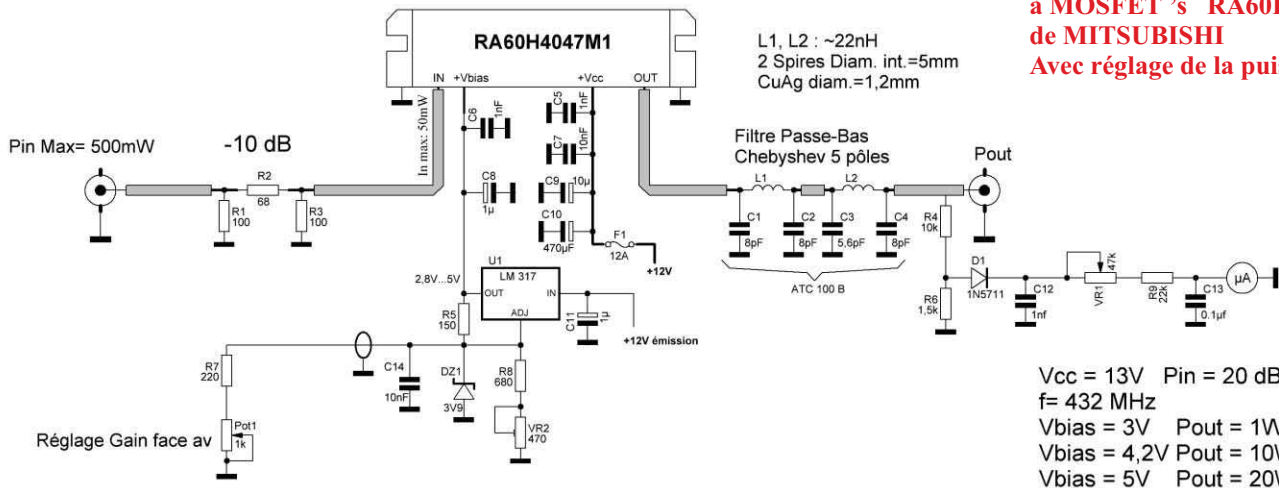 à MOSFET 's RA60
de MITSUBISHI
Avec réglage de la
RA60H4047M1
IN
+Vbias
+Vcc
OUT
L1, L2 : ~22nH
2 Spires Diam. int.=5mm
CuAg diam.=1,2mm
Pin Max= 500mW
-10 dB
In max: 50mW
R2
68
R1
100
R3
100
C6
1nF
C8
1µ
C5
1nF
C7
10nF
C9
10µ
C10
470µF
F1
12A
+12V
Filtre Passe-Bas
Chebyshev 5 pôles
L1
L2
C1
8pF
C2
8pF
C3
5,6pF
C4
8pF
ATC 100 B
Pout
R4
10k
R6
1,5k
D1
1N5711
C12
1nf
VR1
47k
R9
22k
C13
0.1µf
µA
2,8V...5V
U1
LM 317
OUT
IN
ADJ
R5
150
C11
1µ
+12V émission
R7
220
C14
10nF
DZ1
3V9
R8
680
VR2
470
Réglage Gain face av
Pot1
1k
Vcc = 13V Pin = 20 dB
f= 432 MHz
Vbias = 3V Pout = 1W
Vbias = 4,2V Pout = 10W
Vbias = 5V Pout = 20W